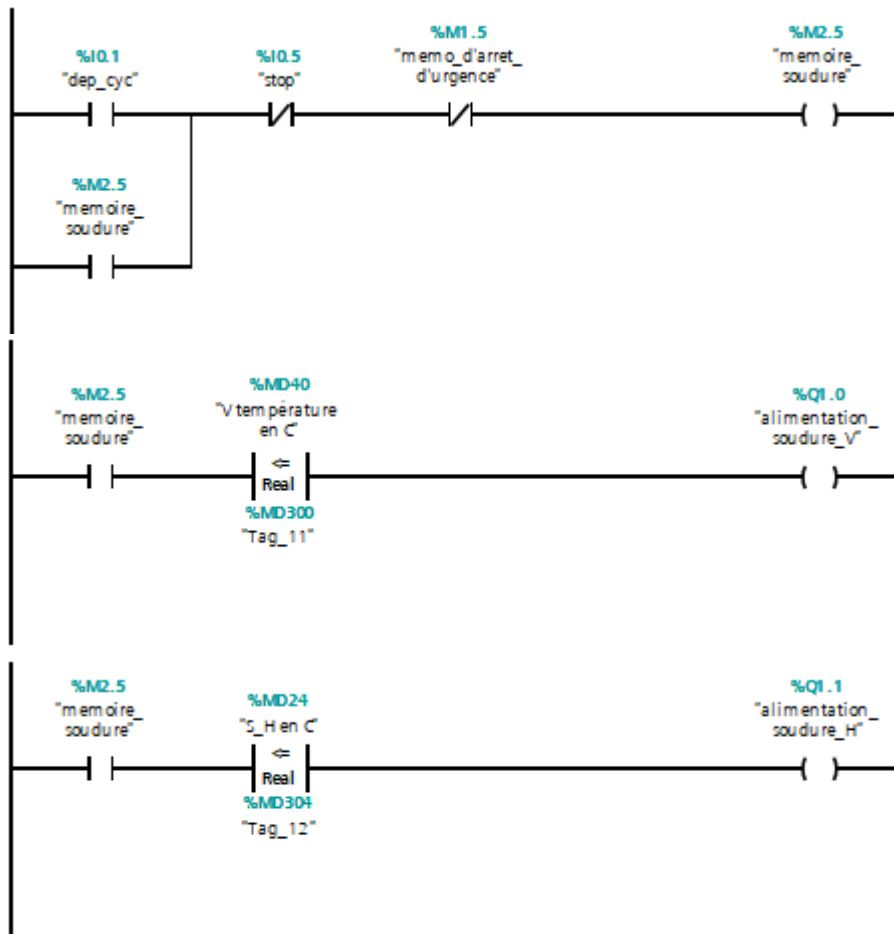 %I0.1
"dep_cyc"
%I0.5
"stop"
%M1.5
"memo_d'arret_
d'urgence"
%M2.5
"memoire_
soudure"
%M2.5
"memoire_
soudure"
%M2.5
"memoire_
soudure"
%MD40
"V température
en C"
<=
Real
%MD300
"Tag_11"
%Q1.0
"alimentation_
soudure_V"
%M2.5
"memoire_
soudure"
%MD24
"S_H en C"
<=
Real
%MD304
"Tag_12"
%Q1.1
"alimentation_
soudure_H"